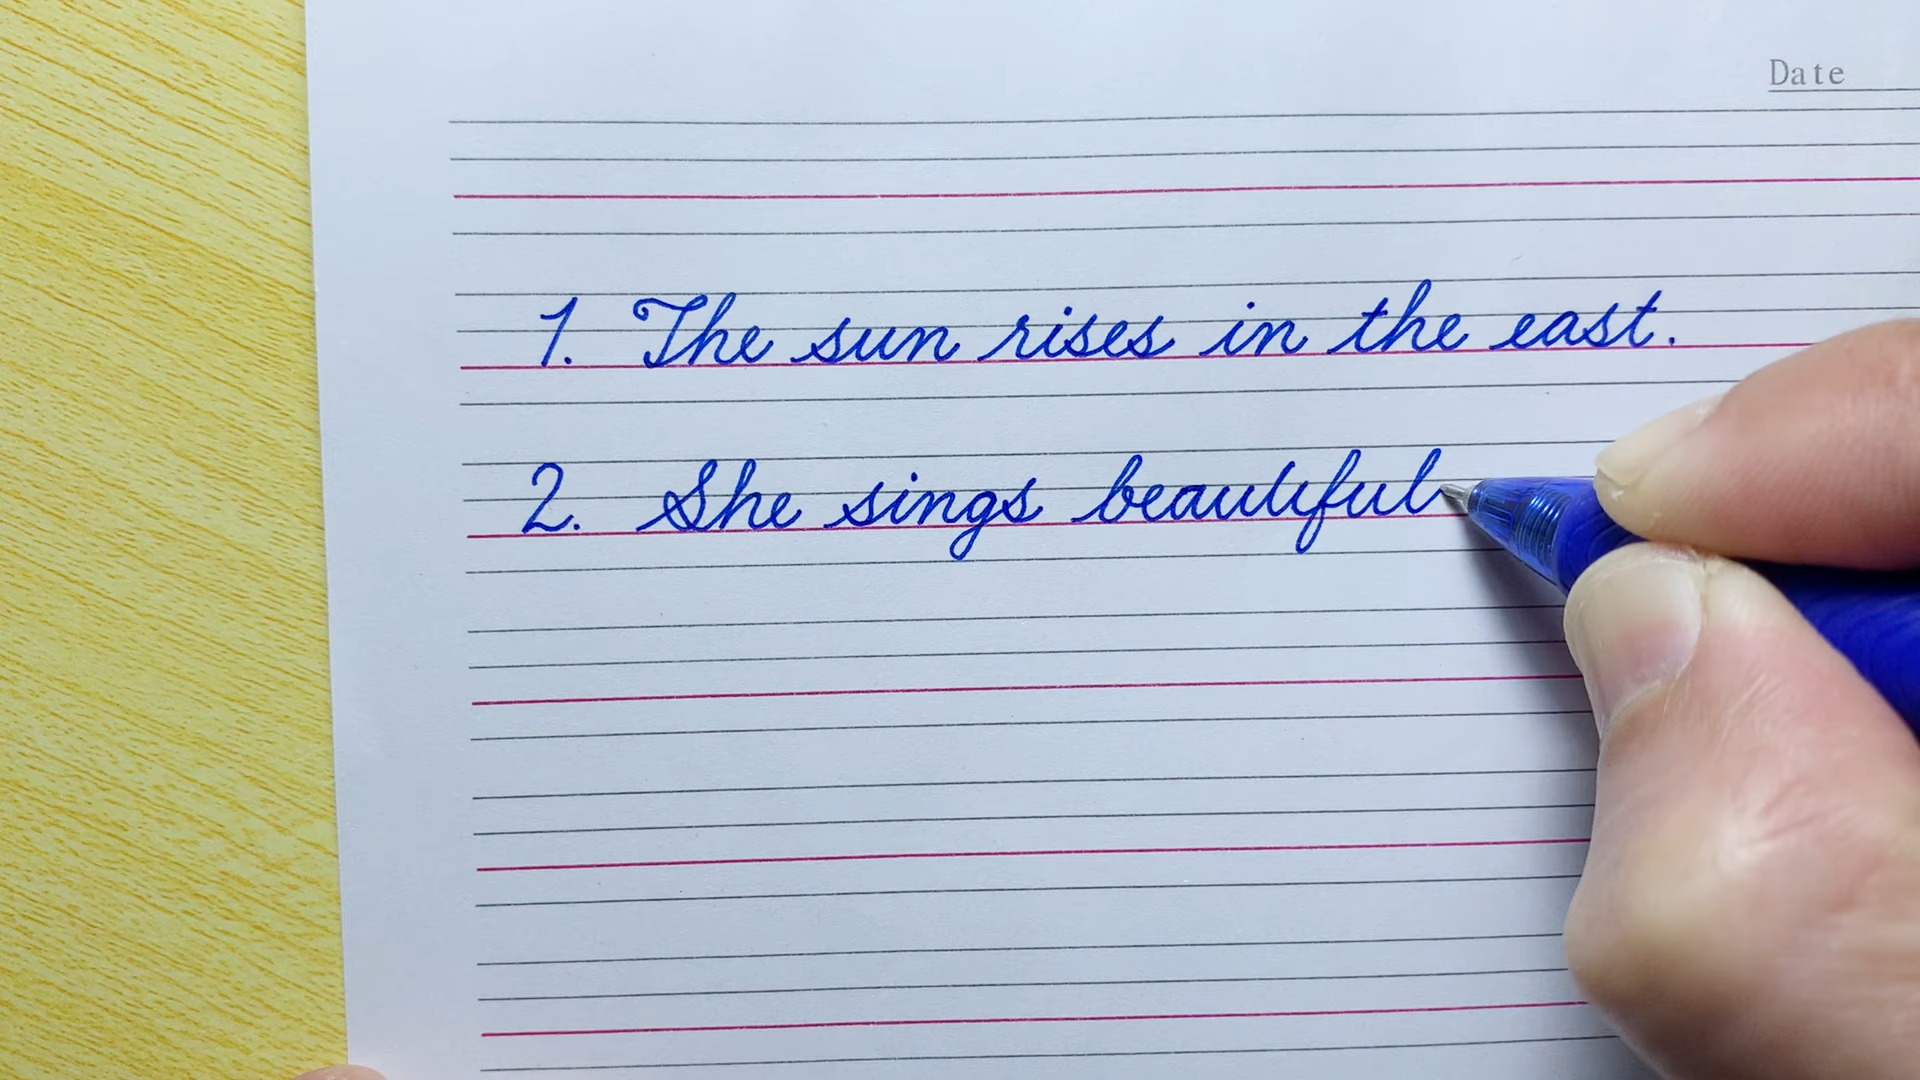 Date
1. The sun rises in the east.
2. She sings beautiful